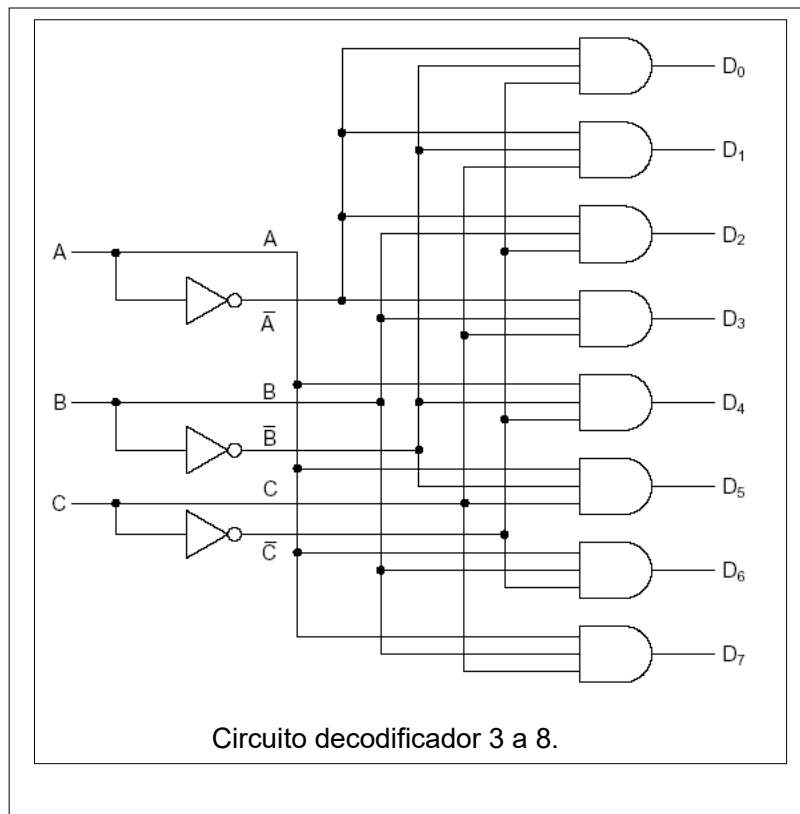 D₀
D₁
D₂
A
A
A̅
D₃
B
B
D₄
B̅
C
C
D₅
C̅
D₆
D₇
Circuito decodificador 3 a 8.